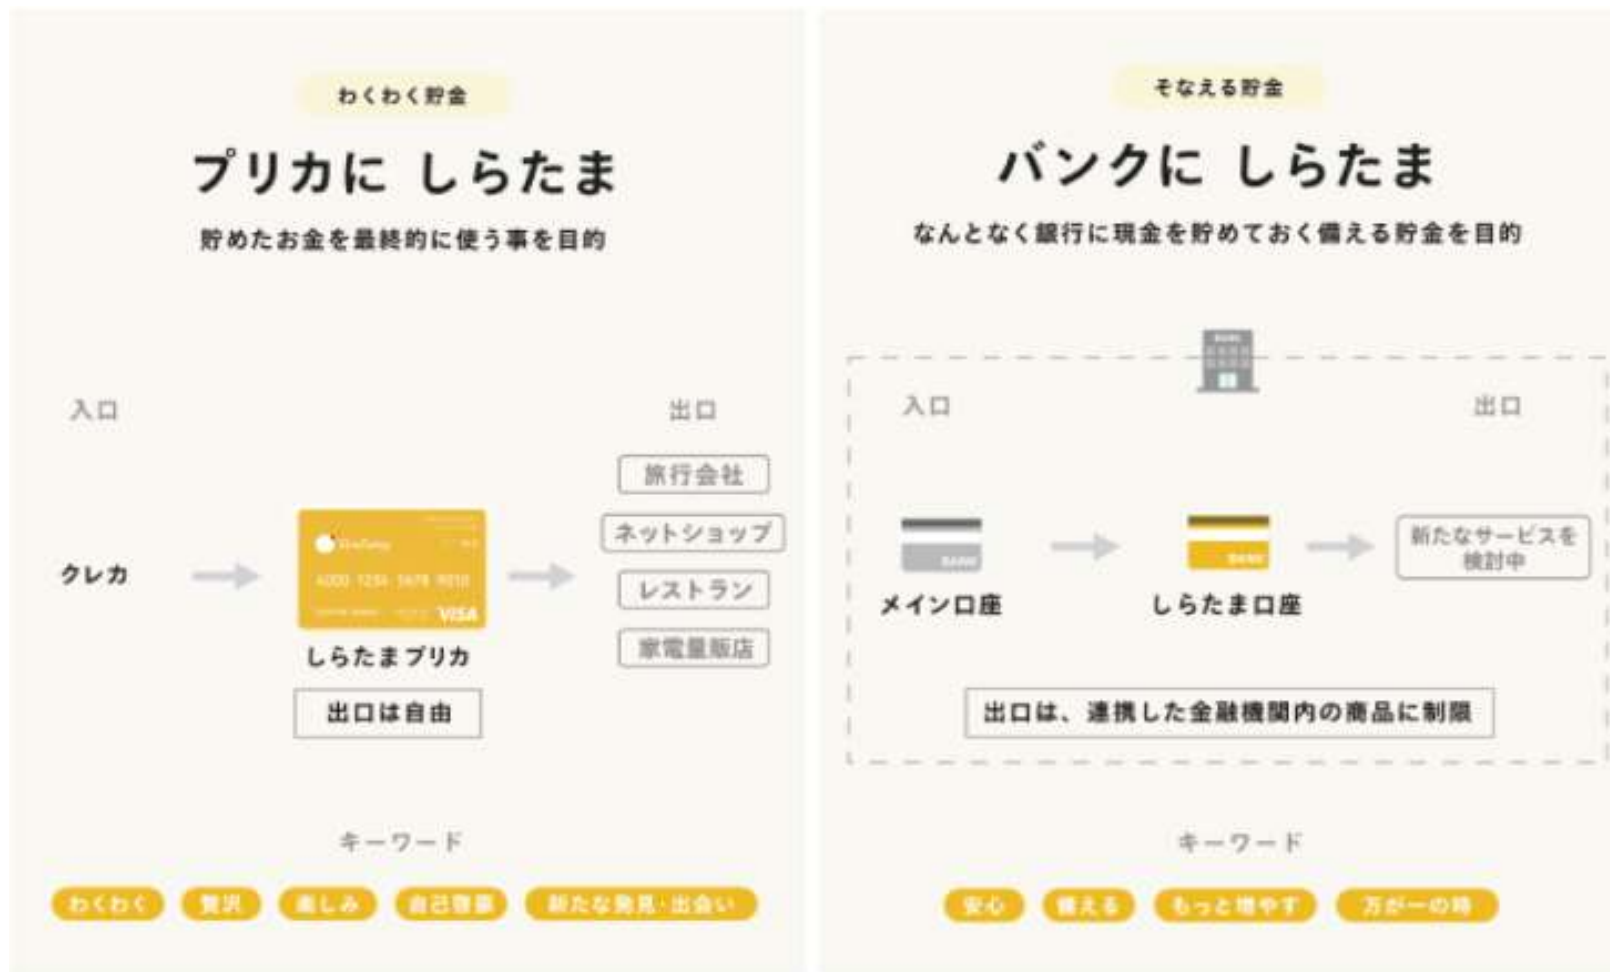 わくわく貯金
プリカに しらたま
貯めたお金を最終的に使う事を目的
入口
出口
旅行会社
ネットショップ
レストラン
家電量販店
クレカ
4000 1234 5678 9010
VISA
しらたまプリカ
出口は自由
キーワード
わくわく
贅沢
楽しみ
自己啓蒙
新たな発見・出会い
そなえる貯金
バンクに しらたま
なんとなく銀行に現金を貯めておく備える貯金を目的
BANK
入口
出口
BANK
BANK
新たなサービスを
検討中
メイン口座
しらたま口座
出口は、連携した金融機関内の商品に制限
キーワード
安心
備える
もっと増やす
万が一の時